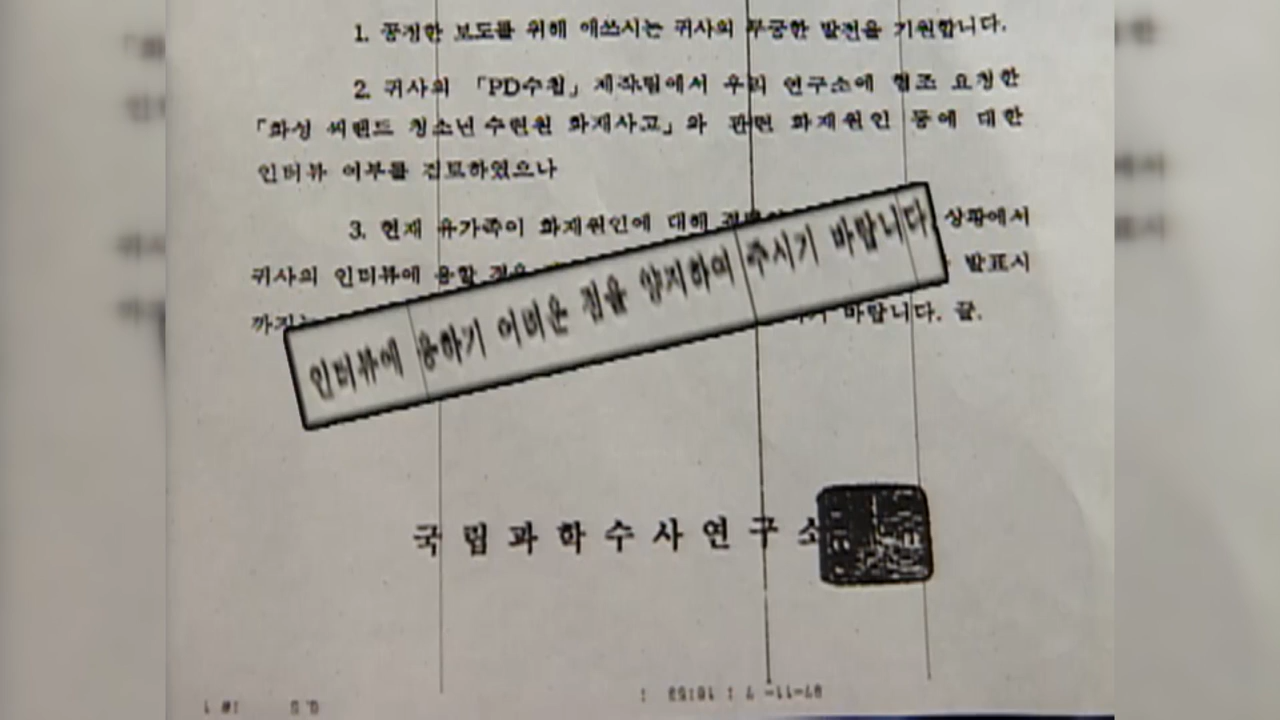 1. 공정한 보도를 위해 애쓰시는 귀사의 무궁한 발전을 기원합니다.
2. 귀사의 「PD수첩」 제작팀에서 우리 연구소에 협조 요청한
「화성 씨랜드 청소년 수련원 화재사고」와 관련 화재원인 등에 대한
인터뷰 여부를 검토하였으나
3. 현재 유가족이 화재원인에 대해 상황에서
귀사의 인터뷰에 응할 경우 발표시
까지는 바랍니다. 끝.
인터뷰에 응하기 어려운 점을 양지하여 주시기 바랍니다.
국립과학수사연구소